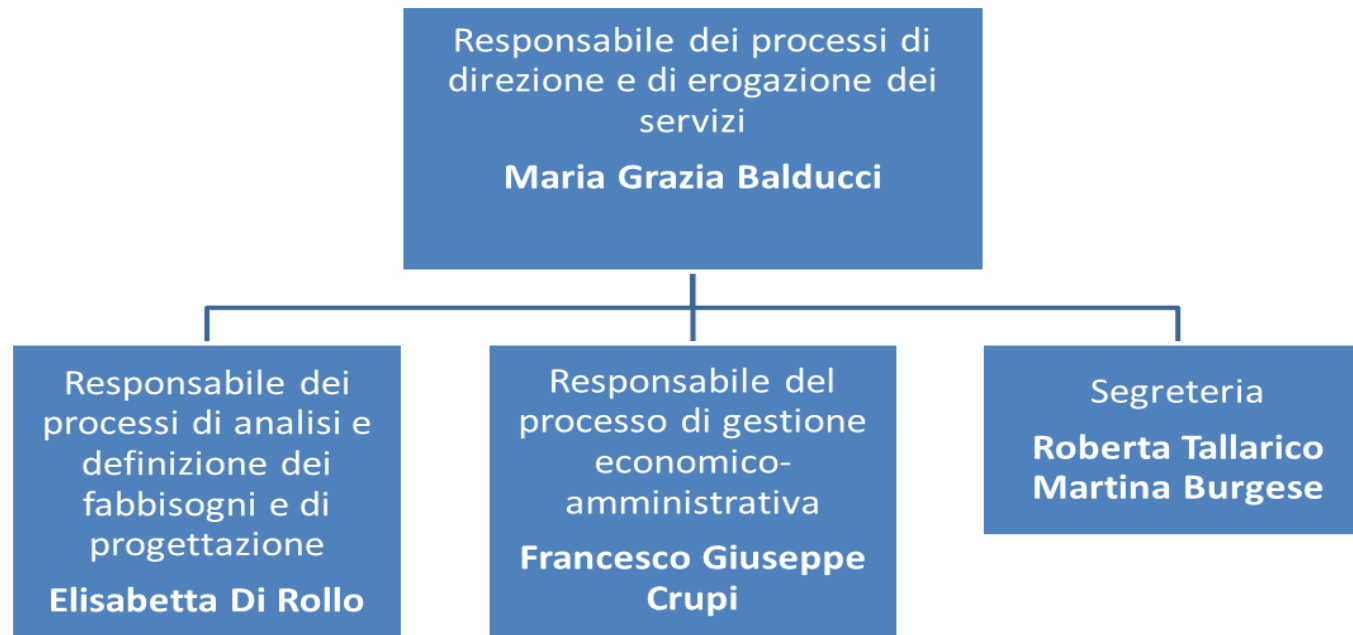 Responsabile dei processi di
direzione e di erogazione dei
servizi
Maria Grazia Balducci
Responsabile dei
processi di analisi e
definizione dei
fabbisogni e di
progettazione
Elisabetta Di Rollo
Responsabile del
processo di gestione
economico-
amministrativa
Francesco Giuseppe
Crupi
Segreteria
Roberta Tallarico
Martina Burgese